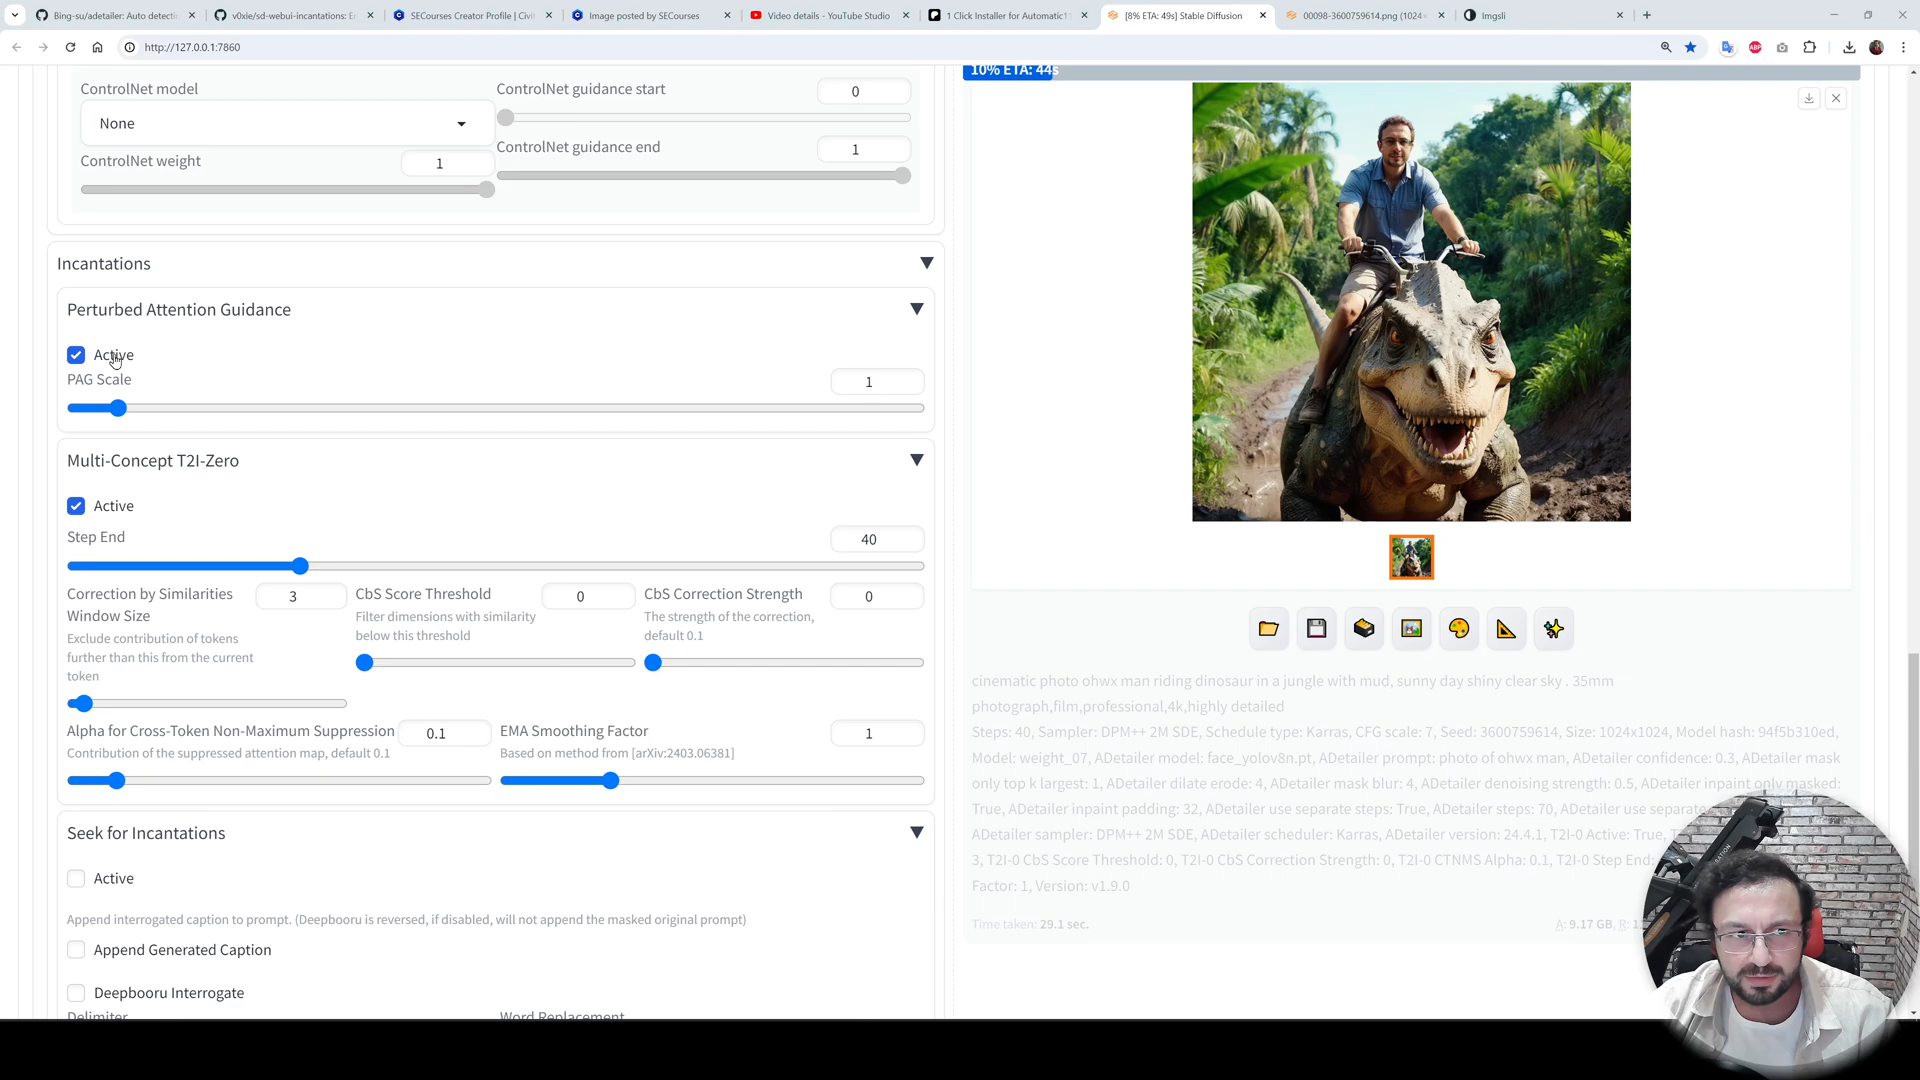 Bing-su/adetailer: Auto detectin
v0xie/sd-webui-incantations: En
SECourses Creator Profile | Civi
Image posted by SECourses
Video details - YouTube Studio
1 Click Installer for Automatic11
[8% ETA: 49s] Stable Diffusion
00098-3600759614.png (1024×
Imgsli
http://127.0.0.1:7860
ABP
10% ETA: 44s
ControlNet model
None
ControlNet weight
1
ControlNet guidance start
0
ControlNet guidance end
1
Incantations
Perturbed Attention Guidance
Active
PAG Scale
1
Multi-Concept T2I-Zero
Active
Step End
40
Correction by Similarities
Window Size
3
Exclude contribution of tokens
further than this from the current
token
CbS Score Threshold
0
Filter dimensions with similarity
below this threshold
CbS Correction Strength
0
The strength of the correction,
default 0.1
Alpha for Cross-Token Non-Maximum Suppression
0.1
Contribution of the suppressed attention map, default 0.1
EMA Smoothing Factor
1
Based on method from [arXiv:2403.06381]
Seek for Incantations
Active
Append interrogated caption to prompt. (Deepbooru is reversed, if disabled, will not append the masked original prompt)
Append Generated Caption
Deepbooru Interrogate
Delimiter
Word Replacement
cinematic photo ohwx man riding dinosaur in a jungle with mud, sunny day shiny clear sky . 35mm
photograph,film,professional,4k,highly detailed
Steps: 40, Sampler: DPM++ 2M SDE, Schedule type: Karras, CFG scale: 7, Seed: 3600759614, Size: 1024x1024, Model hash: 94f5b310ed,
Model: weight_07, ADetailer model: face_yolov8n.pt, ADetailer prompt: photo of ohwx man, ADetailer confidence: 0.3, ADetailer mask
only top k largest: 1, ADetailer dilate erode: 4, ADetailer mask blur: 4, ADetailer denoising strength: 0.5, ADetailer inpaint only masked:
True, ADetailer inpaint padding: 32, ADetailer use separate steps: True, ADetailer steps: 70, ADetailer use separate
ADetailer sampler: DPM++ 2M SDE, ADetailer scheduler: Karras, ADetailer version: 24.4.1, T2I-0 Active: True,
3, T2I-0 CbS Score Threshold: 0, T2I-0 CbS Correction Strength: 0, T2I-0 CTNMS Alpha: 0.1, T2I-0 Step End:
Factor: 1, Version: v1.9.0
Time taken: 29.1 sec.
A: 9.17 GB, R: